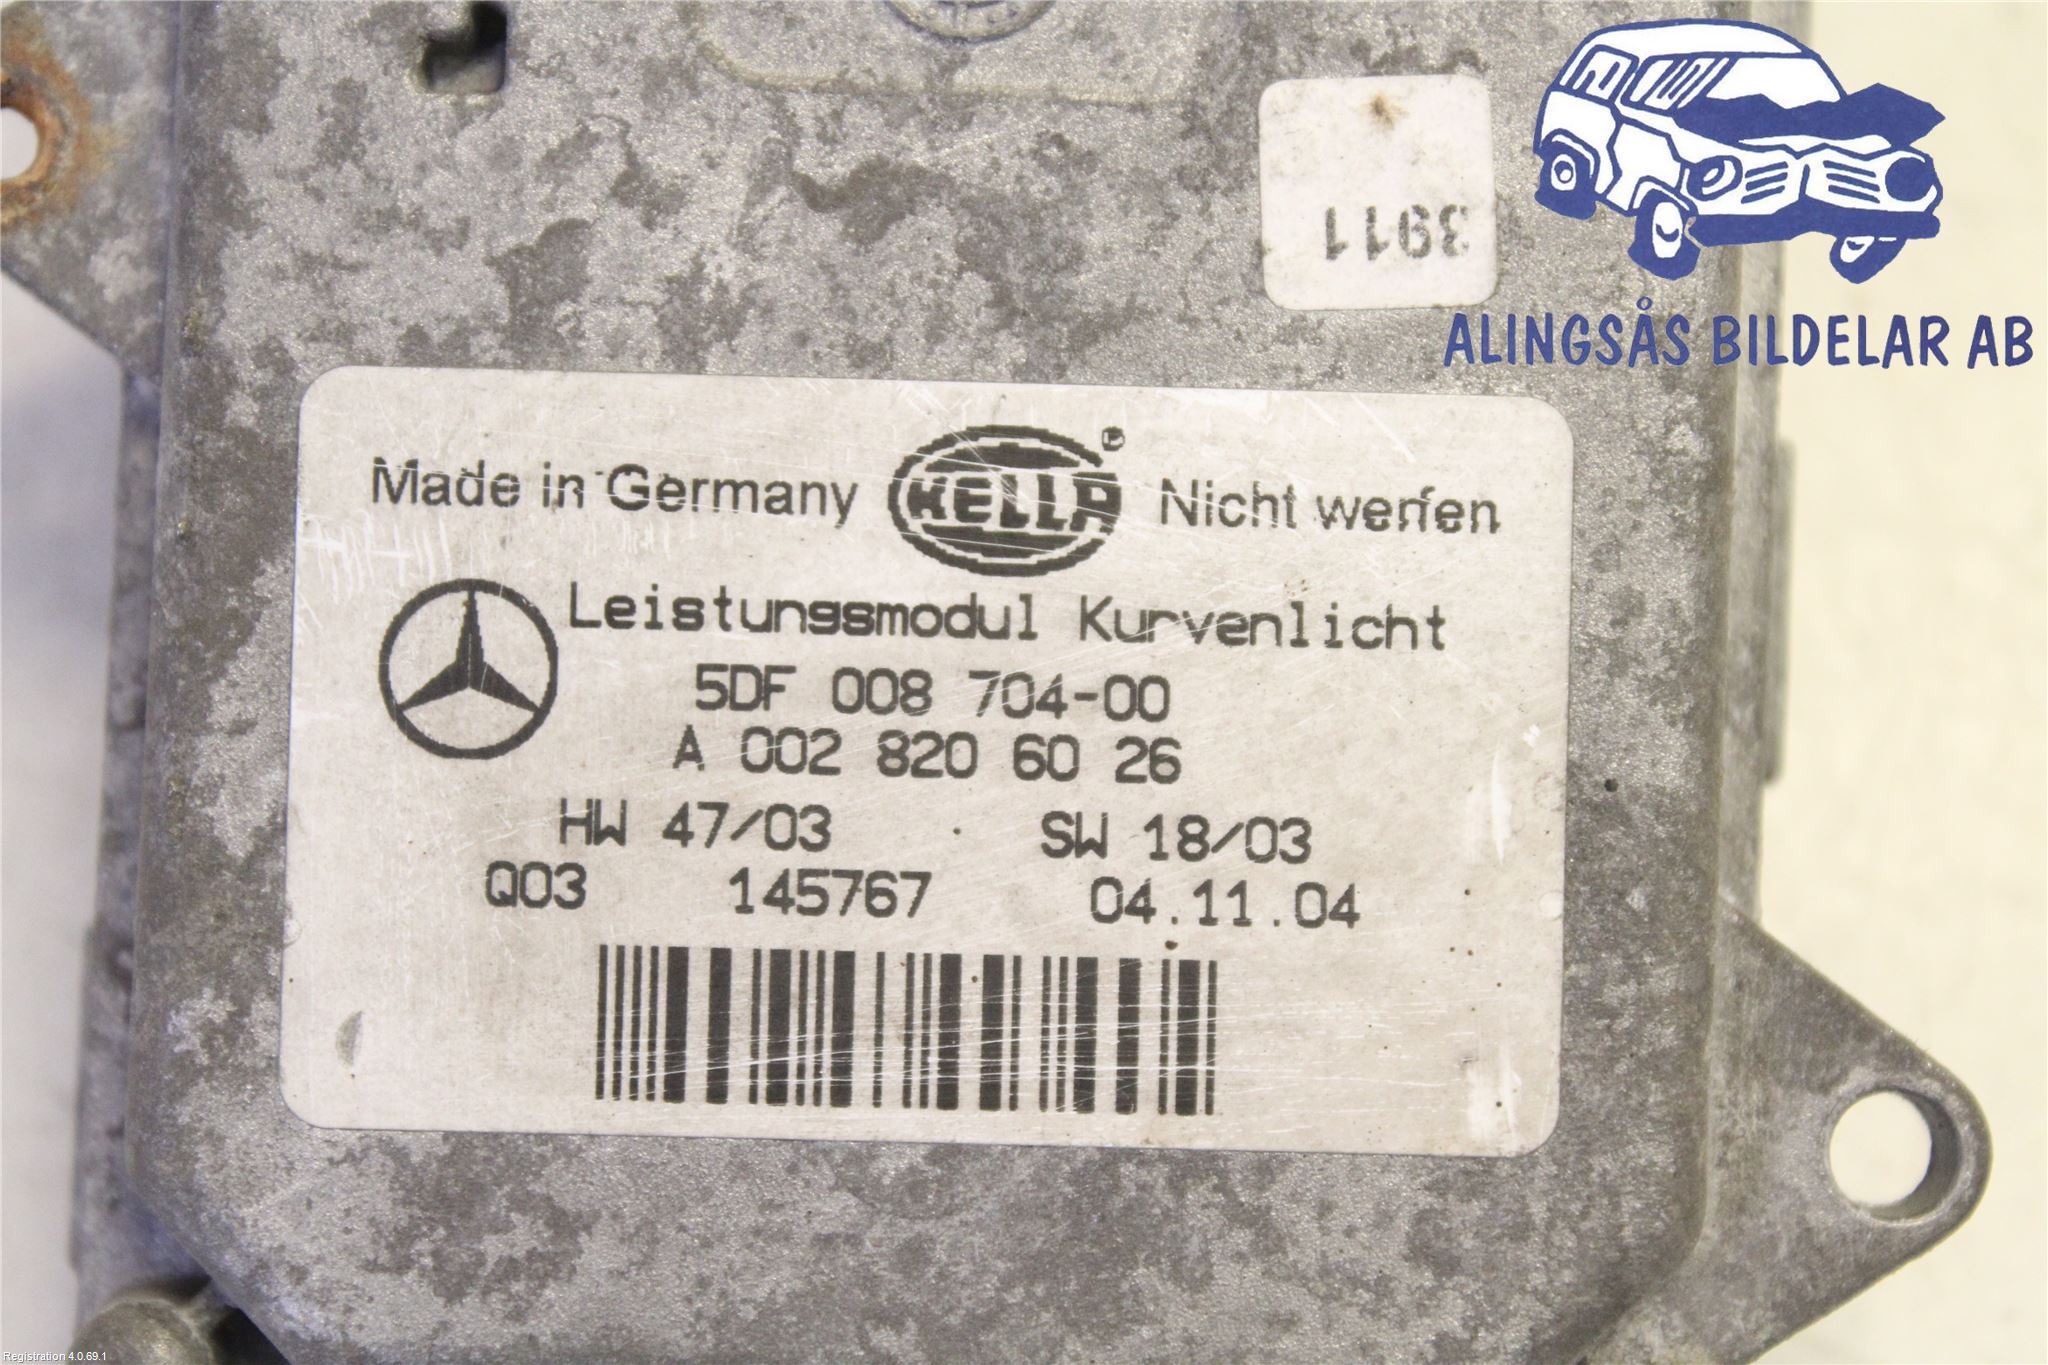 3911
ALINGSÅS BILDELAR AB
Made in Germany HELLA ® Nicht werfen
Leistungsmodul Kurvenlicht
5DF 008 704-00
A 002 820 60 26
HW 47/03 SW 18/03
Q03 145767 04.11.04
Registration 4.0.69.1